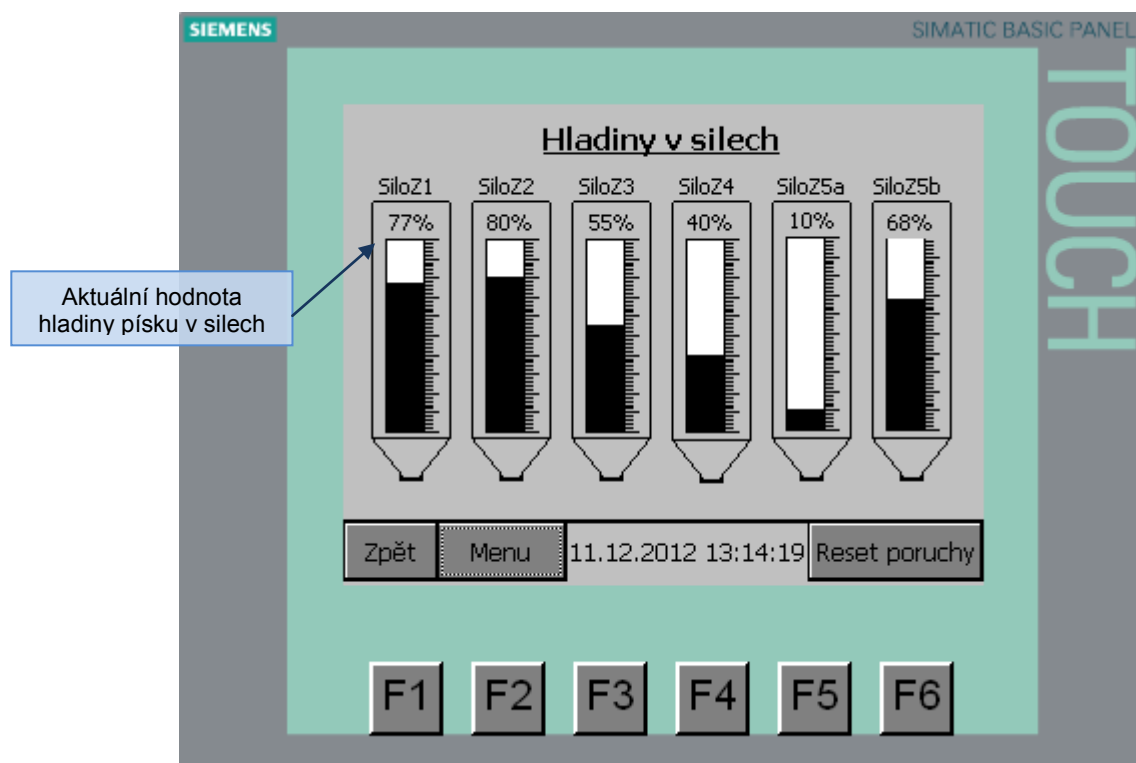 SIEMENS
SIMATIC BASIC PANEL
TOUCH
Hladiny v silech
SiloZ1 SiloZ2 SiloZ3 SiloZ4 SiloZ5a SiloZ5b
77% 80% 55% 40% 10% 68%
Aktuální hodnota
hladiny písku v silech
Zpět Menu 11.12.2012 13:14:19 Reset poruchy
F1 F2 F3 F4 F5 F6